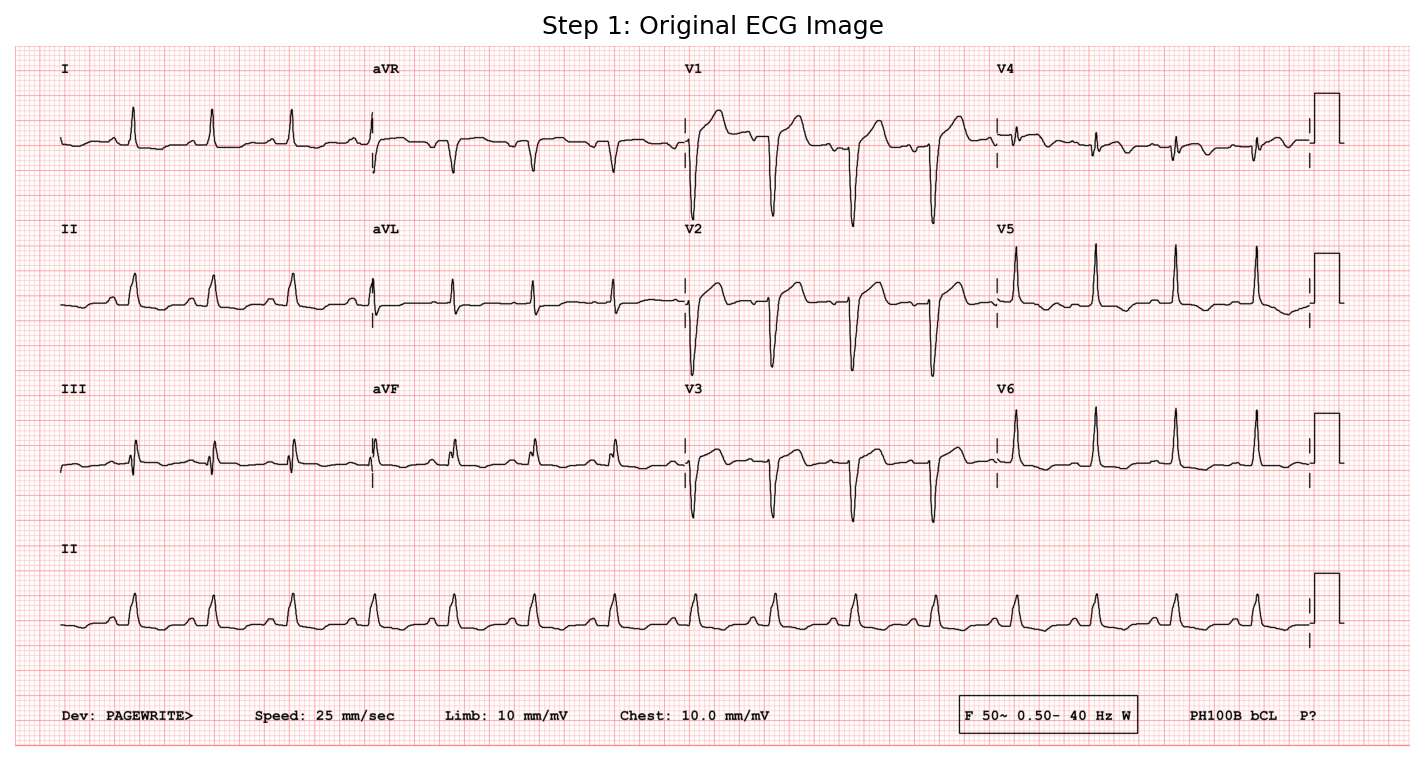 Step 1: Original ECG Image
I aVR V1 V4
II aVL V2 V5
III aVF V3 V6
II
Dev: PAGEWRITE> Speed: 25 mm/sec Limb: 10 mm/mV Chest: 10.0 mm/mV F 50~ 0.50- 40 Hz W PH100B bCL P?